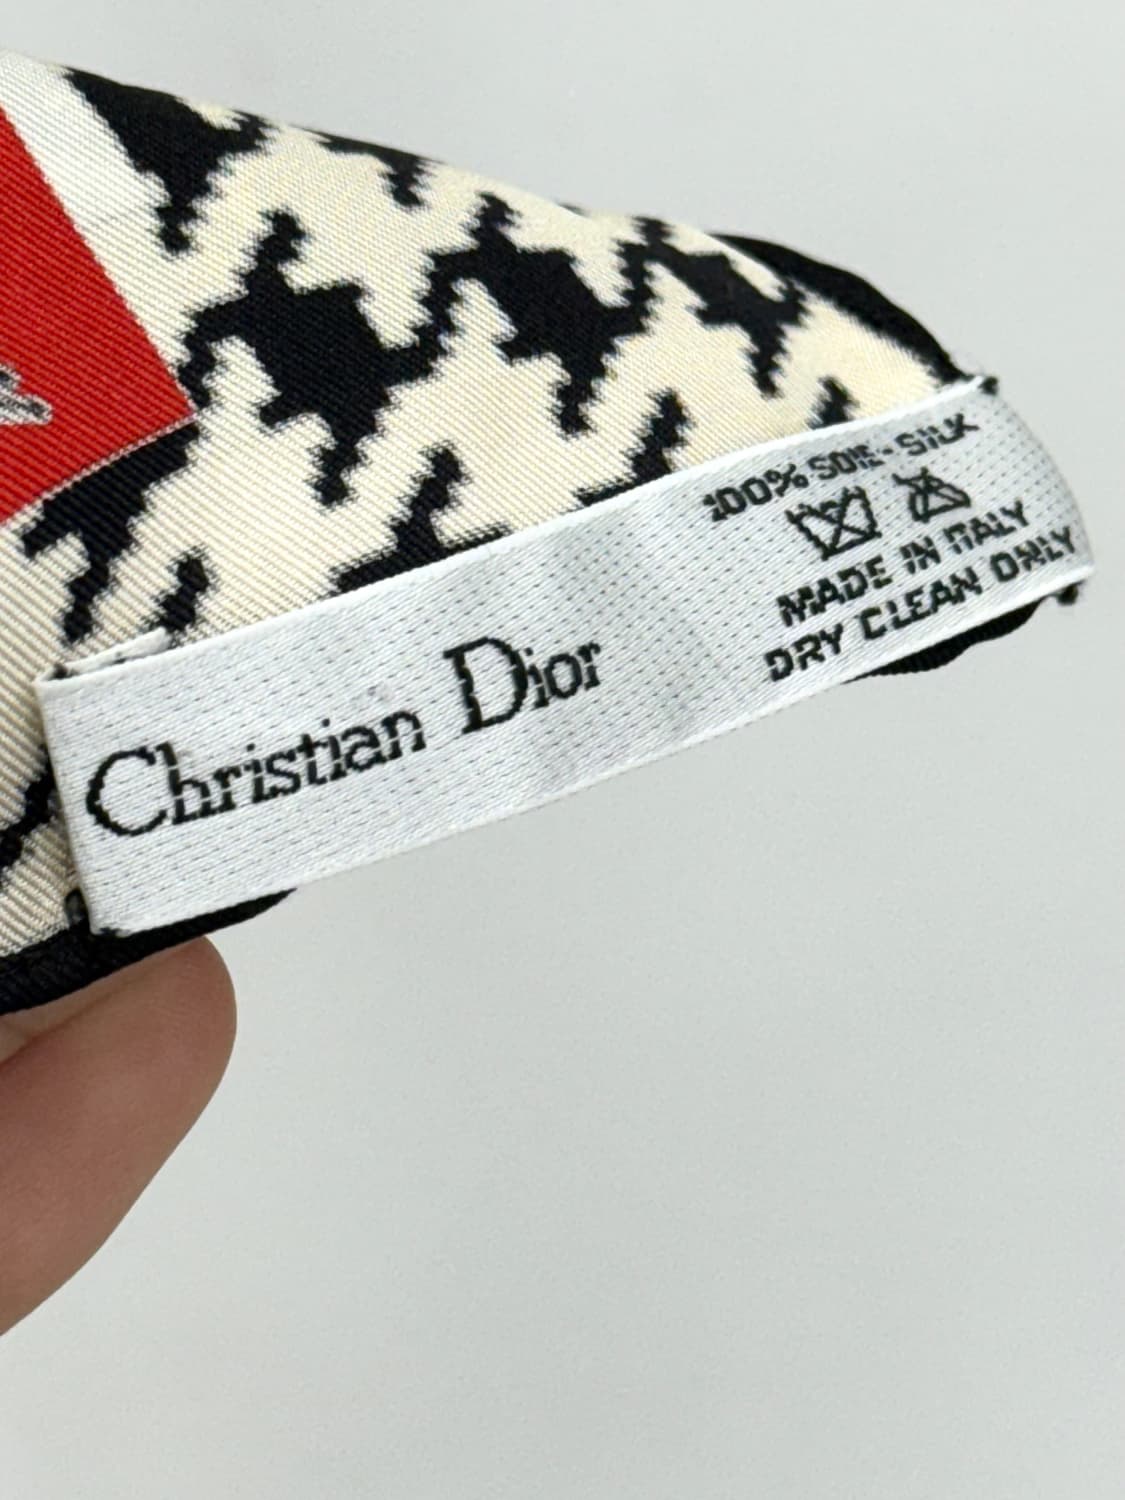 Christian Dior
100% SOIE - SILK
MADE IN ITALY
DRY CLEAN ONLY